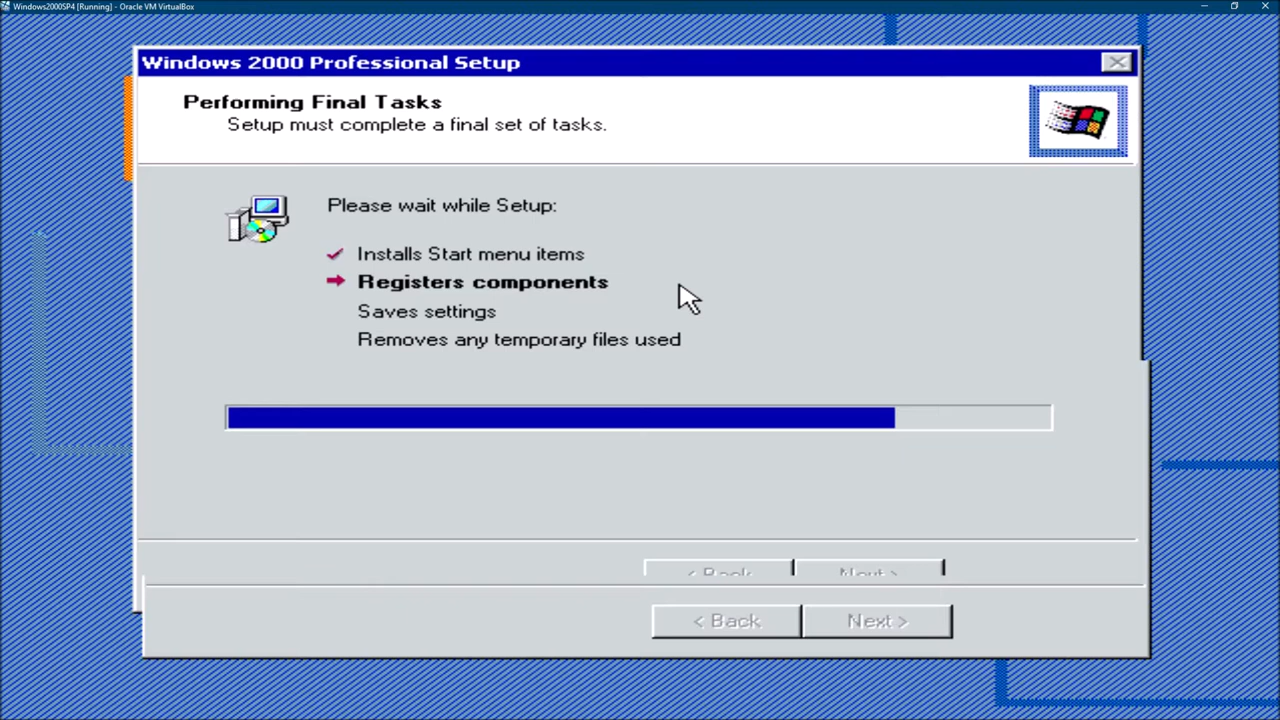 Windows2000SP4 [Running] - Oracle VM VirtualBox
Windows 2000 Professional Setup
Performing Final Tasks
Setup must complete a final set of tasks.
Please wait while Setup:
Installs Start menu items
Registers components
Saves settings
Removes any temporary files used
< Back Next >
< Back Next >